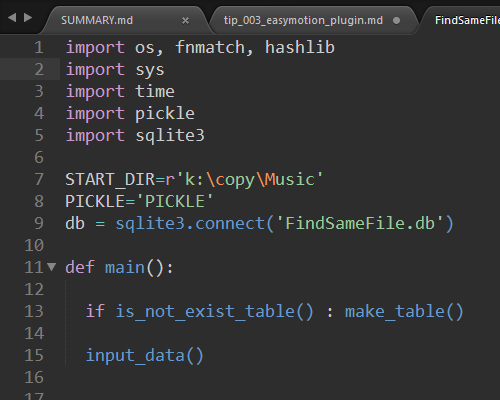 SUMMARY.md × tip_003_easymotion_plugin.md FindSameFile
1 import os, fnmatch, hashlib
2 import sys
3 import time
4 import pickle
5 import sqlite3
6
7 START_DIR=r'k:\copy\Music'
8 PICKLE='PICKLE'
9 db = sqlite3.connect('FindSameFile.db')
10
11 def main():
12
13 if is_not_exist_table() : make_table()
14
15 input_data()
16
17